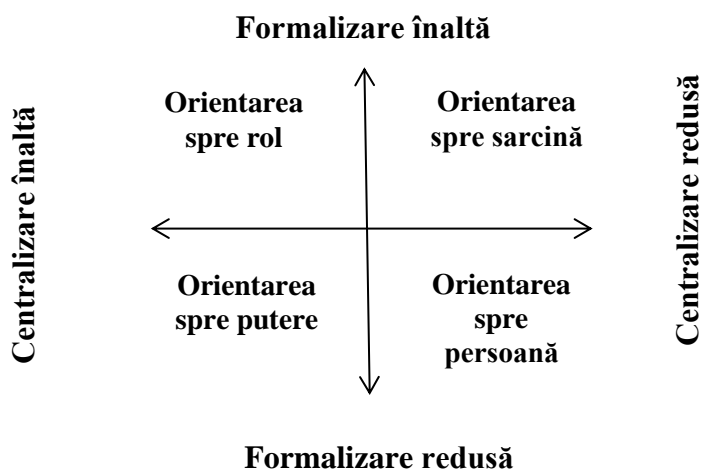 Formalizare înaltă
Centralizare înaltă
Orientarea
spre rol
Orientarea
spre sarcină
Centralizare redusă
Orientarea
spre putere
Orientarea
spre
persoană
Formalizare redusă